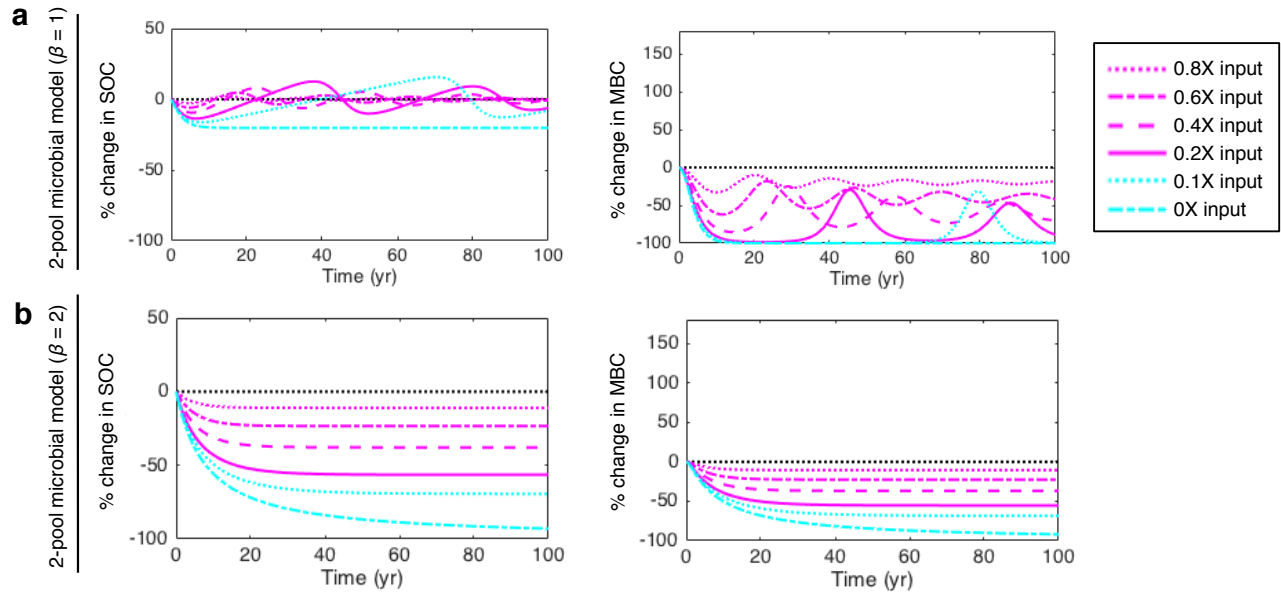 a
2-pool microbial model (β = 1)
% change in SOC
50
0
-50
-100
0
20
40
60
80
100
Time (yr)
% change in MBC
150
100
50
0
-50
-100
0
20
40
60
80
100
Time (yr)
0.8X input
0.6X input
0.4X input
0.2X input
0.1X input
0X input
b
2-pool microbial model (β = 2)
% change in SOC
50
0
-50
-100
0
20
40
60
80
100
Time (yr)
% change in MBC
150
100
50
0
-50
-100
0
20
40
60
80
100
Time (yr)